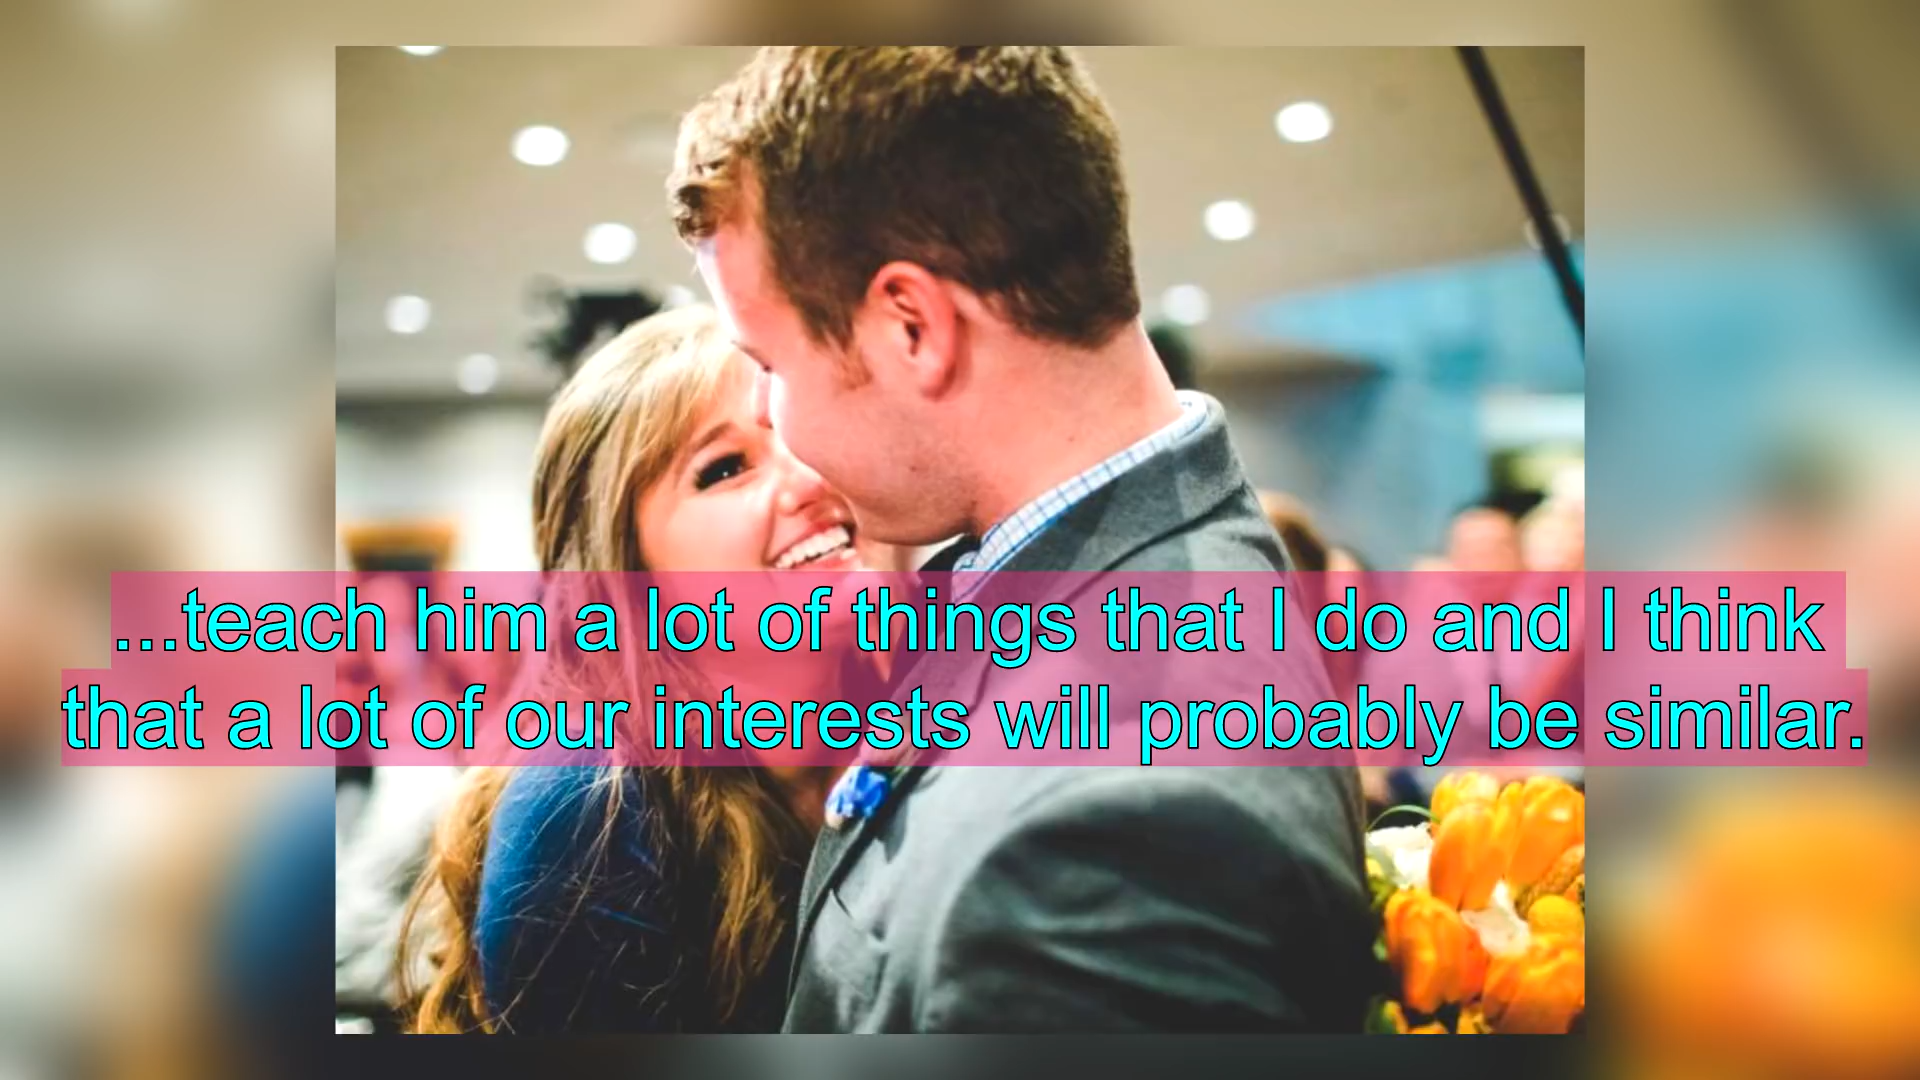 ...teach him a lot of things that I do and I think
that a lot of our interests will probably be similar.